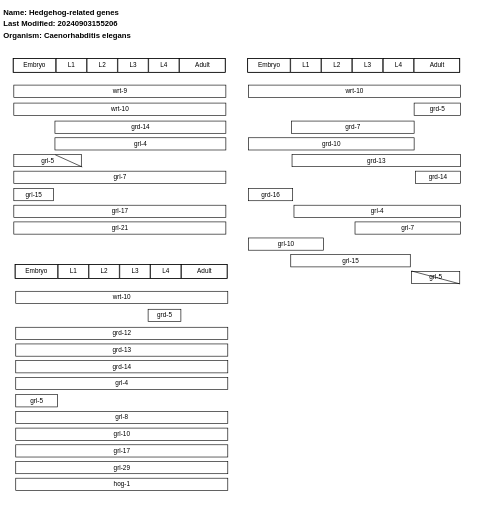 Name: Hedgehog-related genes
Last Modified: 20240903155206
Organism: Caenorhabditis elegans
Embryo L1 L2 L3 L4 Adult
wrt-9
wrt-10
grd-14
grl-4
grl-5
grl-7
grl-15
grl-17
grl-21
Embryo L1 L2 L3 L4 Adult
wrt-10
grd-5
grd-7
grd-10
grd-13
grd-14
grd-16
grl-4
grl-7
grl-10
grl-15
grl-5
Embryo L1 L2 L3 L4 Adult
wrt-10
grd-5
grd-12
grd-13
grd-14
grl-4
grl-5
grl-8
grl-10
grl-17
grl-29
hog-1